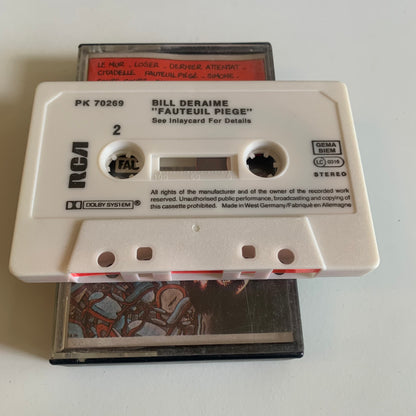 LE MUR . LOSER . DERNIER ATTENTAT .
CITADELLE . FAUTEUIL PIÈGE . SIMONE .
PK 70269
BILL DERAIME
"FAUTEUIL PIEGE"
See Inlaycard For Details
2
RCA
GEMA
BIEM
LC 0316
STEREO
DOLBY SYSTEM ®
All rights of the manufacturer and of the owner of the recorded work
reserved. Unauthorised public performance, broadcasting and copying of
this cassette prohibited. Made in West Germany/Fabriqué en Allemagne